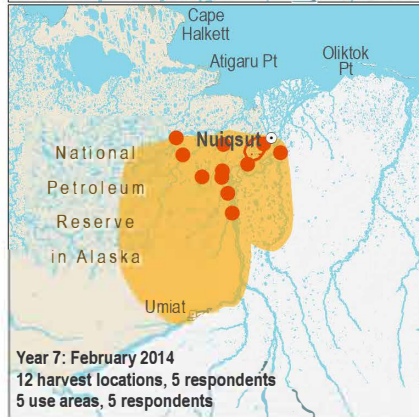 Cape
Halkett
Oliktok
Pt
Atigaru Pt
Nuiqsut
National
Petroleum
Reserve
in Alaska
Umiat
Year 7: February 2014
12 harvest locations, 5 respondents
5 use areas, 5 respondents